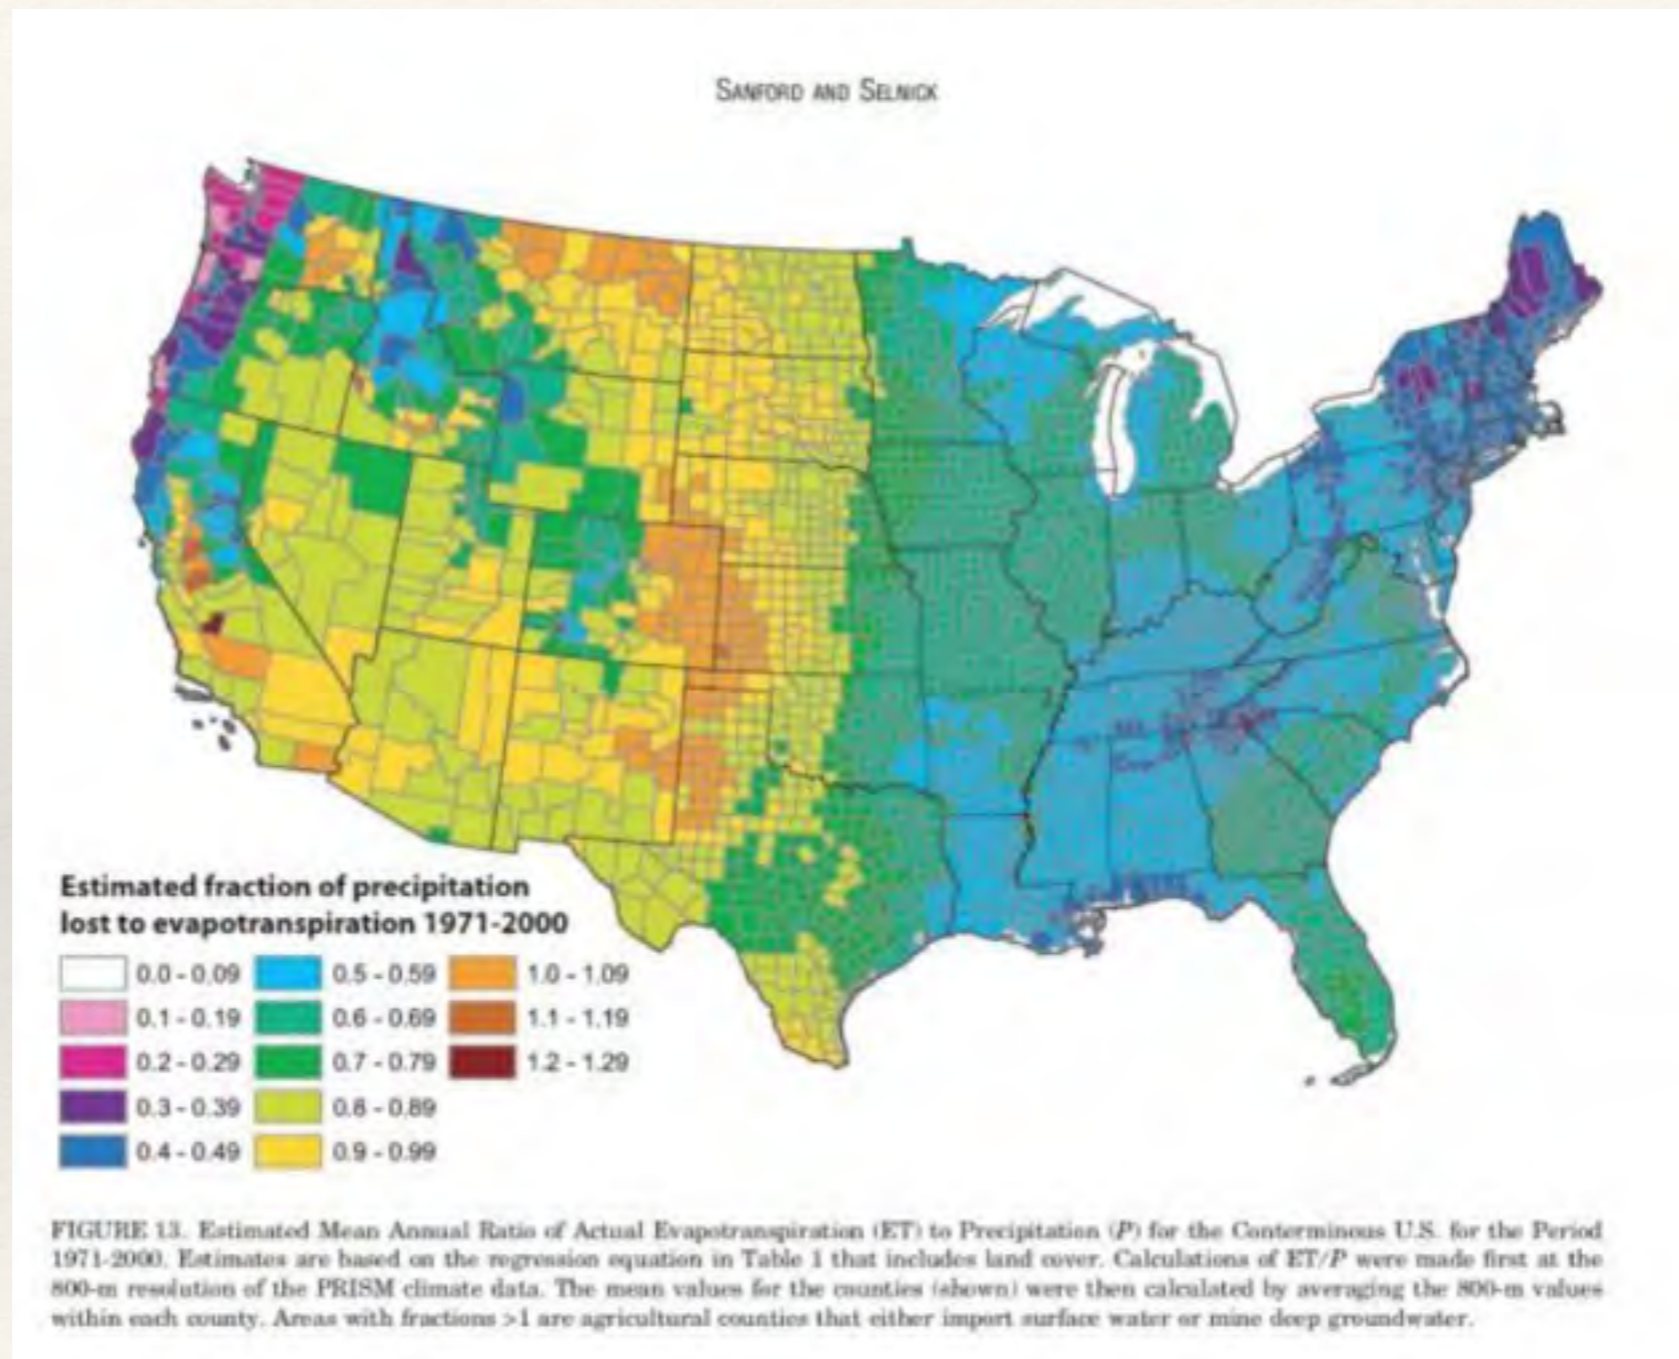 SANFORD AND SELNICK
Estimated fraction of precipitation
lost to evapotranspiration 1971-2000
0.0 - 0.09
0.1 - 0.19
0.2 - 0.29
0.3 - 0.39
0.4 - 0.49
0.5 - 0.59
0.6 - 0.69
0.7 - 0.79
0.8 - 0.89
0.9 - 0.99
1.0 - 1.09
1.1 - 1.19
1.2 - 1.29
FIGURE 13. Estimated Mean Annual Ratio of Actual Evapotranspiration (ET) to Precipitation (P) for the Conterminous U.S. for the Period
1971-2000. Estimates are based on the regression equation in Table 1 that includes land cover. Calculations of ET/P were made first at the
800-m resolution of the PRISM climate data. The mean values for the counties (shown) were then calculated by averaging the 800-m values
within each county. Areas with fractions >1 are agricultural counties that either import surface water or mine deep groundwater.